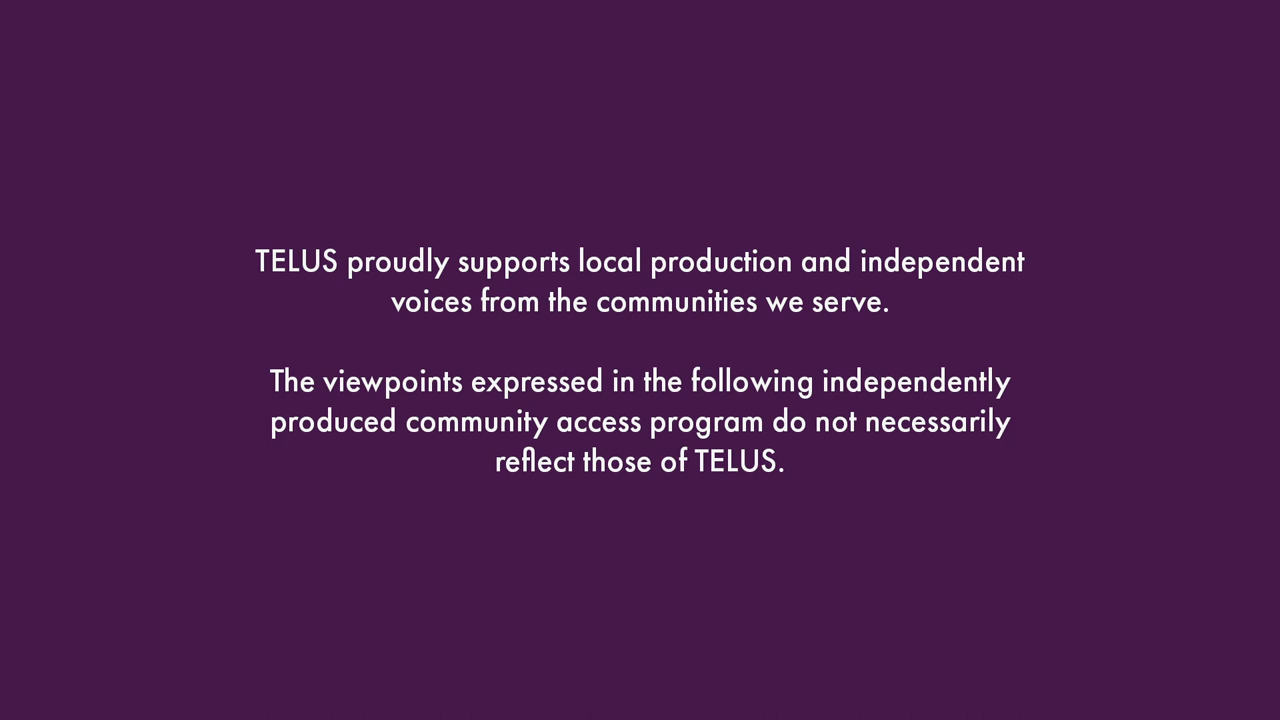 TELUS proudly supports local production and independent
voices from the communities we serve.
The viewpoints expressed in the following independently
produced community access program do not necessarily
reflect those of TELUS.